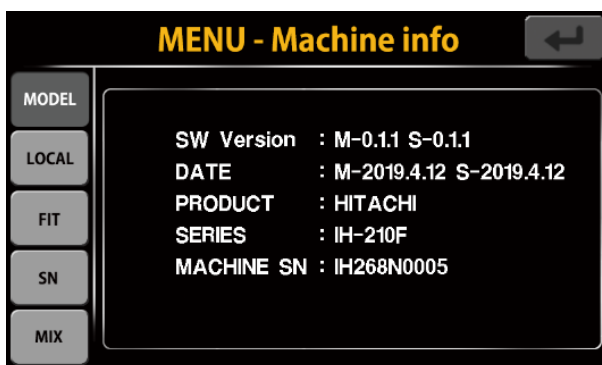 MENU - Machine info
MODEL
LOCAL
FIT
SN
MIX
SW Version : M-0.1.1 S-0.1.1
DATE : M-2019.4.12 S-2019.4.12
PRODUCT : HITACHI
SERIES : IH-210F
MACHINE SN : IH268N0005